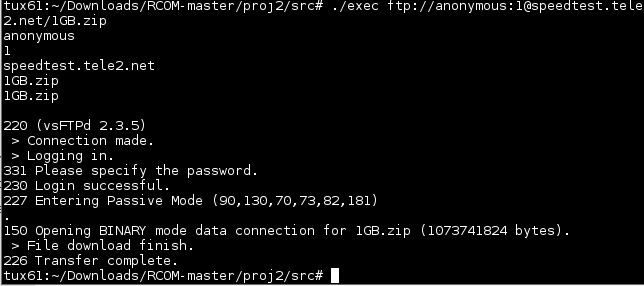 tux61:~/Downloads/RCOM-master/proj2/src# ./exec ftp://anonymous:1@speedtest.tele
2.net/1GB.zip
anonymous
1
speedtest.tele2.net
1GB.zip
1GB.zip
220 (vsFTPd 2.3.5)
 > Connection made.
 > Logging in.
331 Please specify the password.
230 Login successful.
227 Entering Passive Mode (90,130,70,73,82,181)
.
150 Opening BINARY mode data connection for 1GB.zip (1073741824 bytes).
 > File download finish.
226 Transfer complete.
tux61:~/Downloads/RCOM-master/proj2/src#